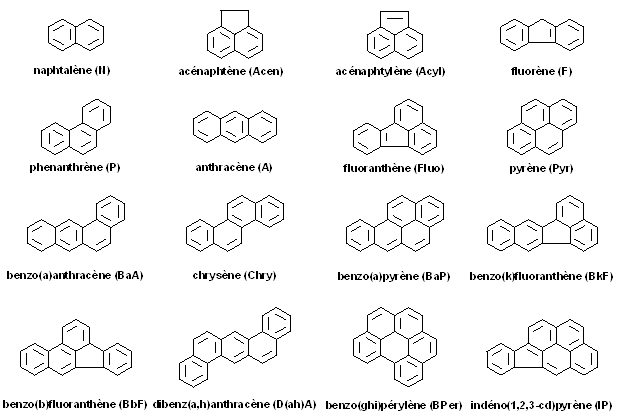 naphtalène (N) acénaphtène (Acen) acénaphtylène (Acyl) fluorène (F)
phenanthrène (P) anthracène (A) fluoranthène (Fluo) pyrène (Pyr)
benzo(a)anthracène (BaA) chrysène (Chry) benzo(a)pyrène (BaP) benzo(k)fluoranthène (BkF)
benzo(b)fluoranthène (BbF) dibenz(a,h)anthracène (D(ah)A) benzo(ghi)pérylène (BPer) indéno(1,2,3-cd)pyrène (IP)